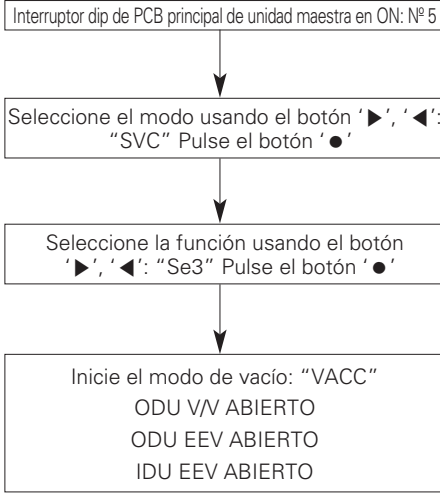 Interruptor dip de PCB principal de unidad maestra en ON: Nº 5
Seleccione el modo usando el botón ‘▶’, ‘◀’:
“SVC” Pulse el botón ‘●’
Seleccione la función usando el botón
‘▶’, ‘◀’: “Se3” Pulse el botón ‘●’
Inicie el modo de vacío: “VACC”
ODU V/V ABIERTO
ODU EEV ABIERTO
IDU EEV ABIERTO